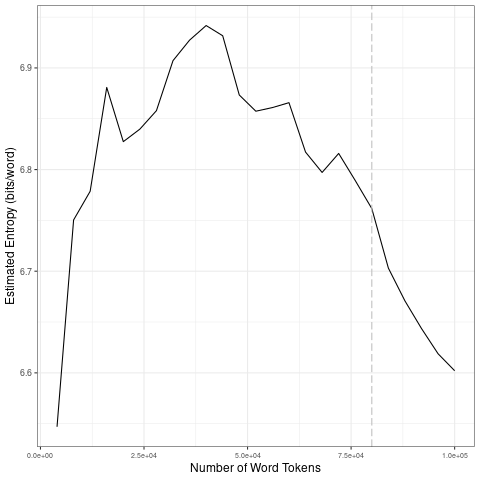 Estimated Entropy (bits/word)
6.9
6.8
6.7
6.6
0.0e+00 2.5e+04 5.0e+04 7.5e+04 1.0e+05
Number of Word Tokens